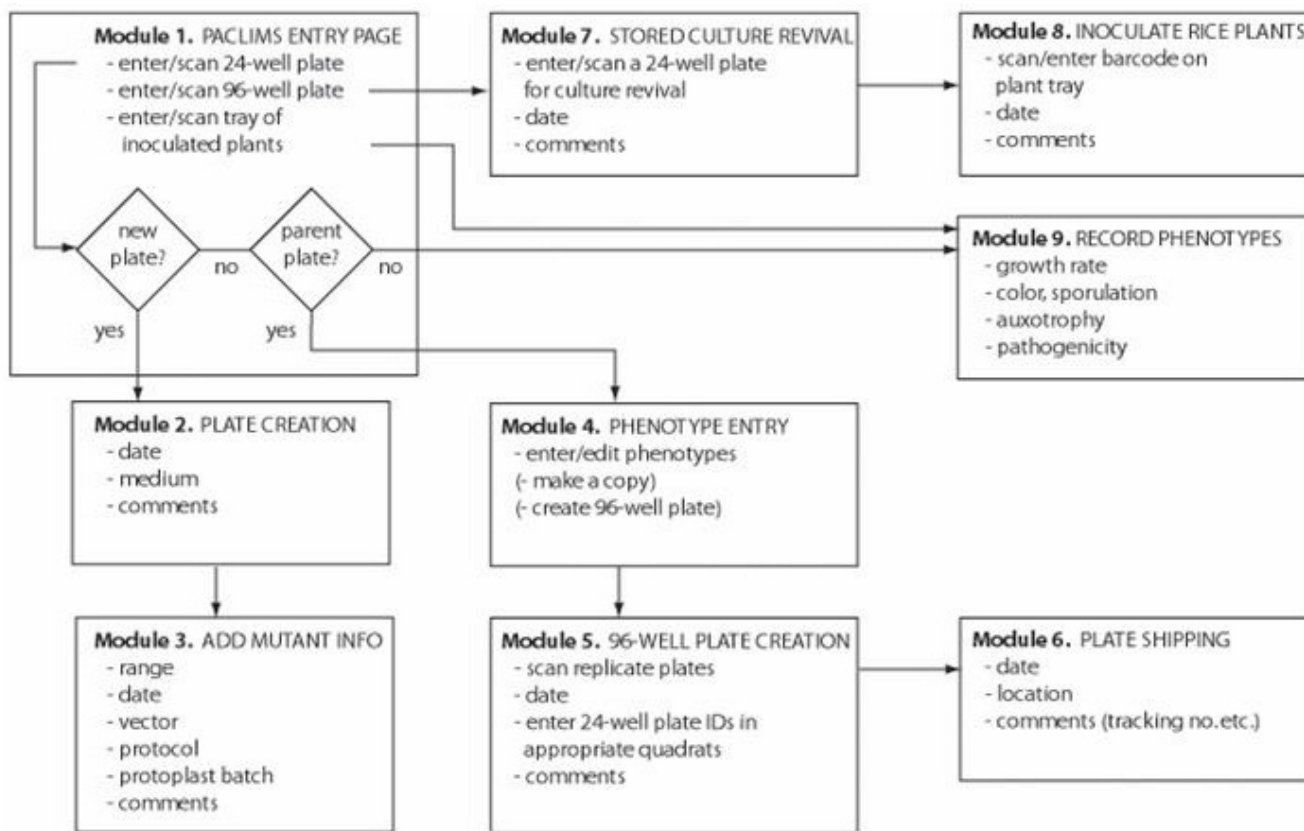 Module 1. PACLIMS ENTRY PAGE
- enter/scan 24-well plate
- enter/scan 96-well plate
- enter/scan tray of
inoculated plants
new
plate?
no
parent
plate?
no
yes
yes
Module 7. STORED CULTURE REVIVAL
- enter/scan a 24-well plate
for culture revival
- date
- comments
Module 8. INOCULATE RICE PLANTS
- scan/enter barcode on
plant tray
- date
- comments
Module 9. RECORD PHENOTYPES
- growth rate
- color, sporulation
- auxotrophy
- pathogenicity
Module 2. PLATE CREATION
- date
- medium
- comments
Module 4. PHENOTYPE ENTRY
- enter/edit phenotypes
(- make a copy)
(- create 96-well plate)
Module 3. ADD MUTANT INFO
- range
- date
- vector
- protocol
- protoplast batch
- comments
Module 5. 96-WELL PLATE CREATION
- scan replicate plates
- date
- enter 24-well plate IDs in
appropriate quadrats
- comments
Module 6. PLATE SHIPPING
- date
- location
- comments (tracking no.etc.)